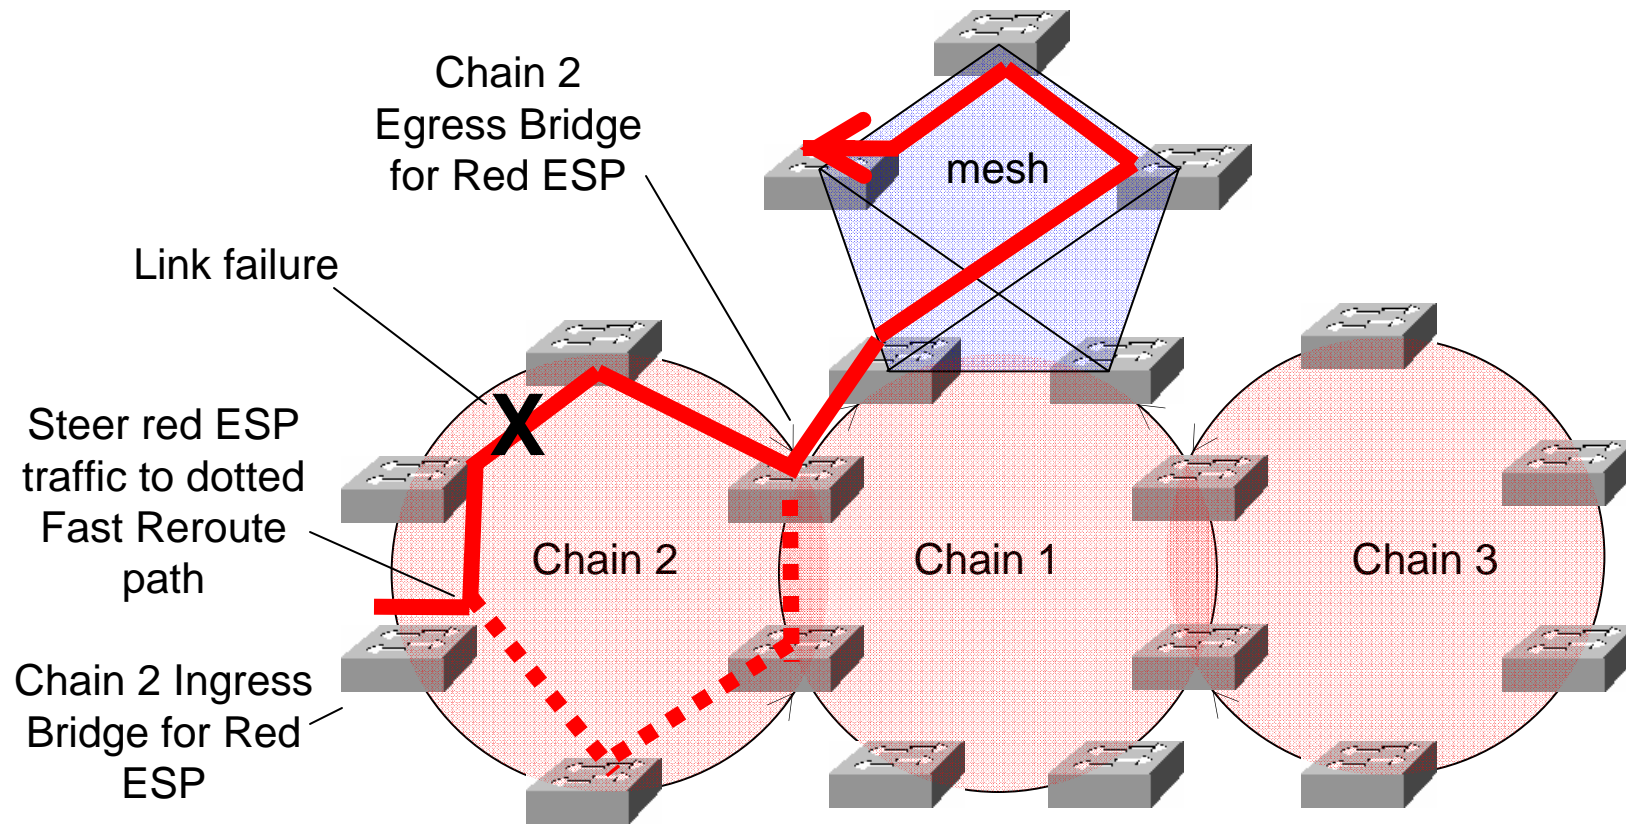 Chain 2
Egress Bridge
for Red ESP
mesh
Link failure
Steer red ESP
traffic to dotted
Fast Reroute
path
X
Chain 2
Chain 1
Chain 3
Chain 2 Ingress
Bridge for Red
ESP